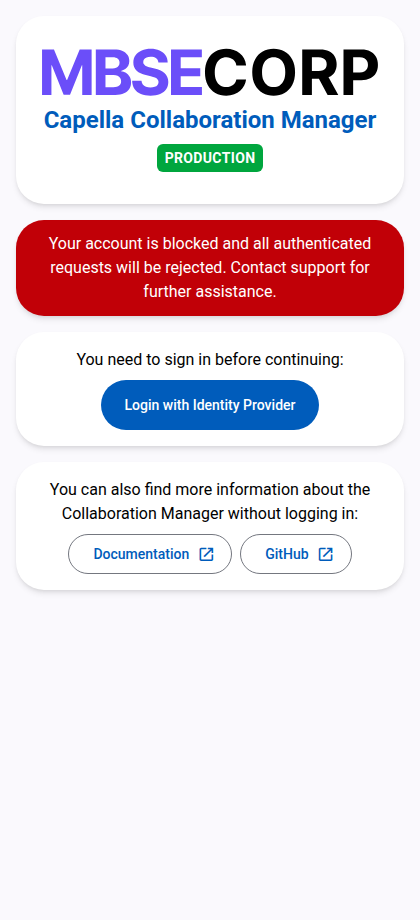 MBSECORP
Capella Collaboration Manager
PRODUCTION
Your account is blocked and all authenticated
requests will be rejected. Contact support for
further assistance.
You need to sign in before continuing:
Login with Identity Provider
You can also find more information about the
Collaboration Manager without logging in:
Documentation
GitHub